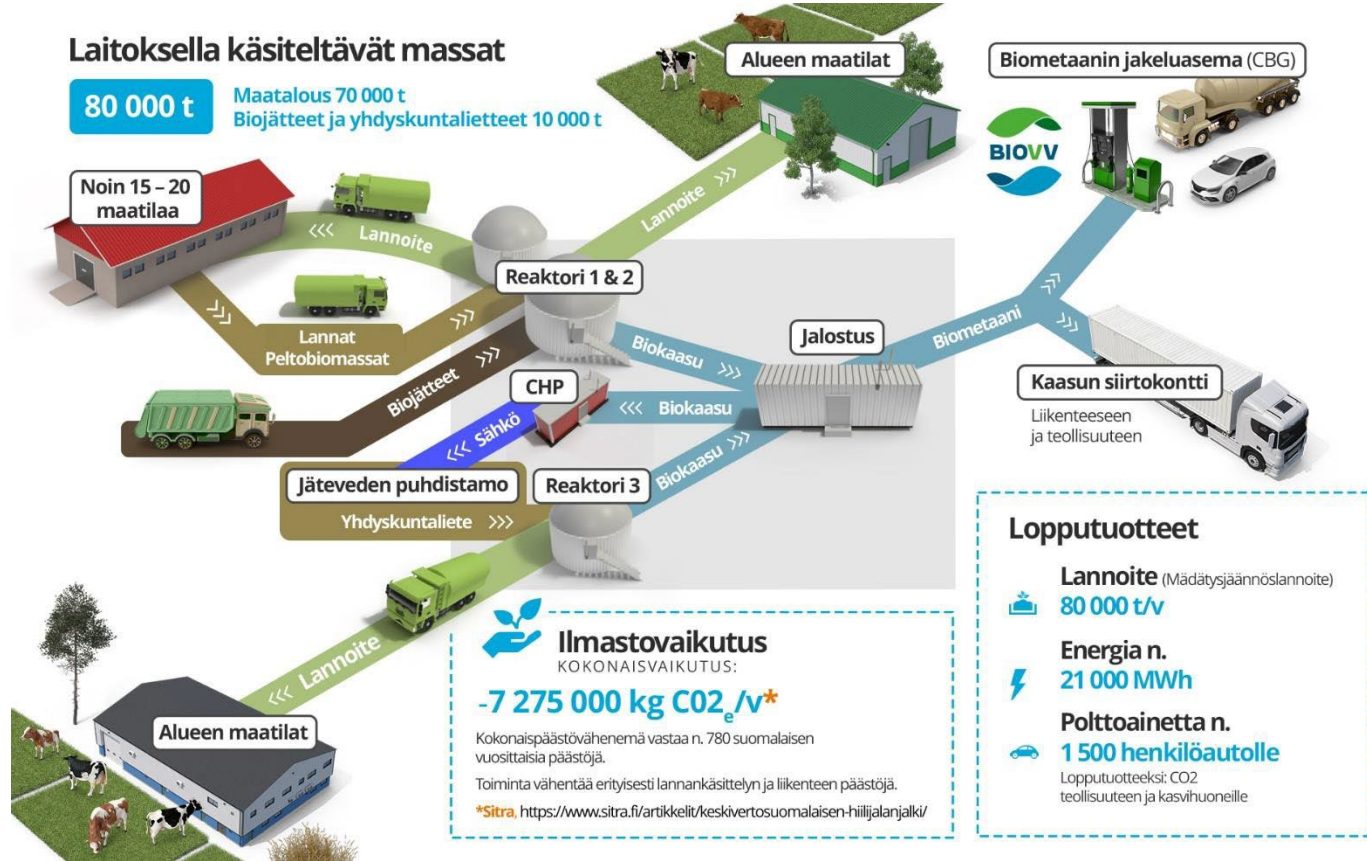 Laitoksella käsiteltävät massat
80 000 t
Maatalous 70 000 t
Biojätteet ja yhdyskuntalietteet 10 000 t
Alueen maatilat
Biometaanin jakeluasema (CBG)
BIOVV
Noin 15 – 20
maatilaa
<<< Lannoite
Lannoite >>>
Reaktori 1 & 2
>>>
Lannat
Peltobiomassat
>>>
Biojätteet >>>
Biokaasu >>>
Jalostus
Biometaani
>>>
>>>
CHP
<<< Biokaasu
<<< Sähkö
Biokaasu >>>
Kaasun siirtokontti
Liikenteeseen
ja teollisuuteen
Jäteveden puhdistamo
Reaktori 3
Yhdyskuntaliete >>>
<<< Lannoite
Alueen maatilat
Ilmastovaikutus
KOKONAISVAIKUTUS:
-7 275 000 kg C02e/v*
Kokonaispäästövähenemä vastaa n. 780 suomalaisen
vuosittaisia päästöjä.
Toiminta vähentää erityisesti lannankäsittelyn ja liikenteen päästöjä.
*Sitra, https://www.sitra.fi/artikkelit/keskivertosuomalaisen-hiilijalanjalki/
Lopputuotteet
Lannoite (Mädätysjäännöslannoite)
80 000 t/v
Energia n.
21 000 MWh
Polttoainetta n.
1 500 henkilöautolle
Lopputuotteeksi: CO2
teollisuuteen ja kasvihuoneille